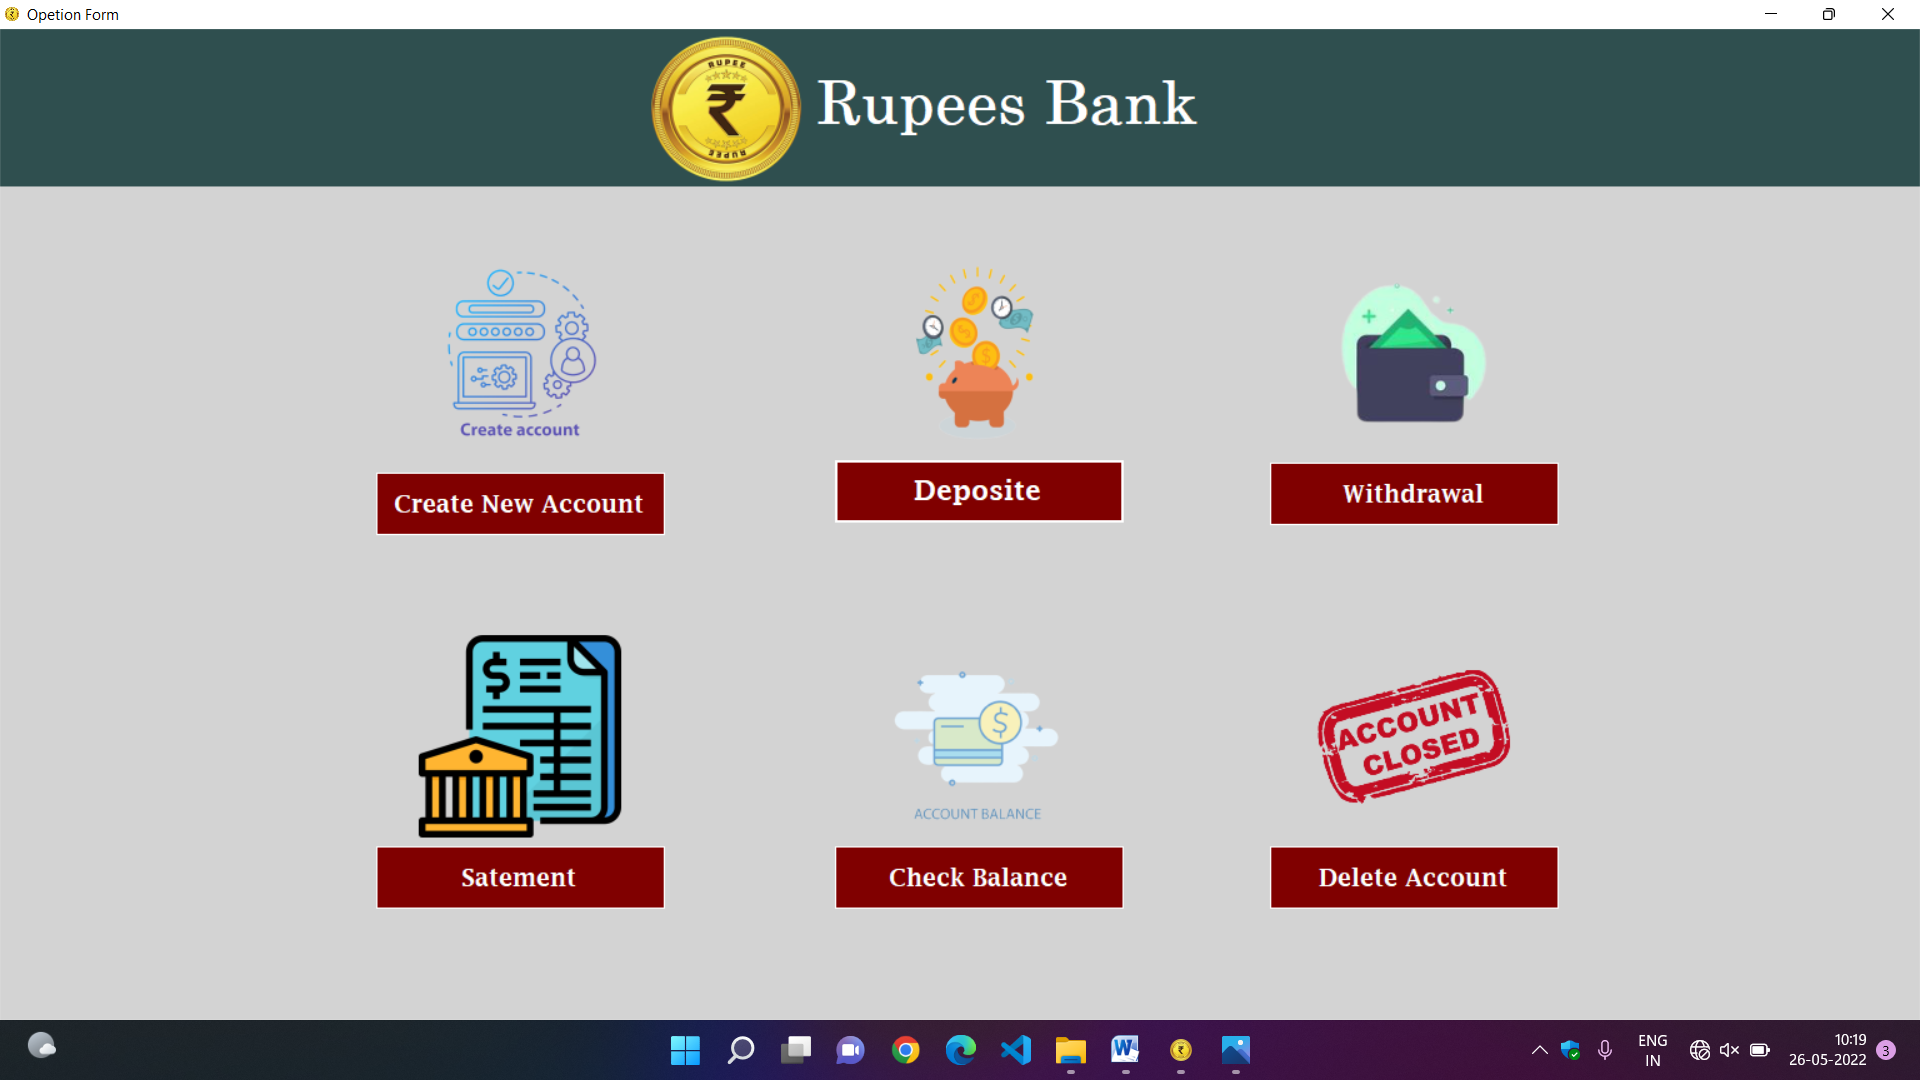 Opetion Form
RUPEE
RUPEE
Rupees Bank
Create account
Create New Account
Deposite
Withdrawal
ACCOUNT BALANCE
ACCOUNT
CLOSED
Satement
Check Balance
Delete Account
ENG
IN
10:19
26-05-2022
3